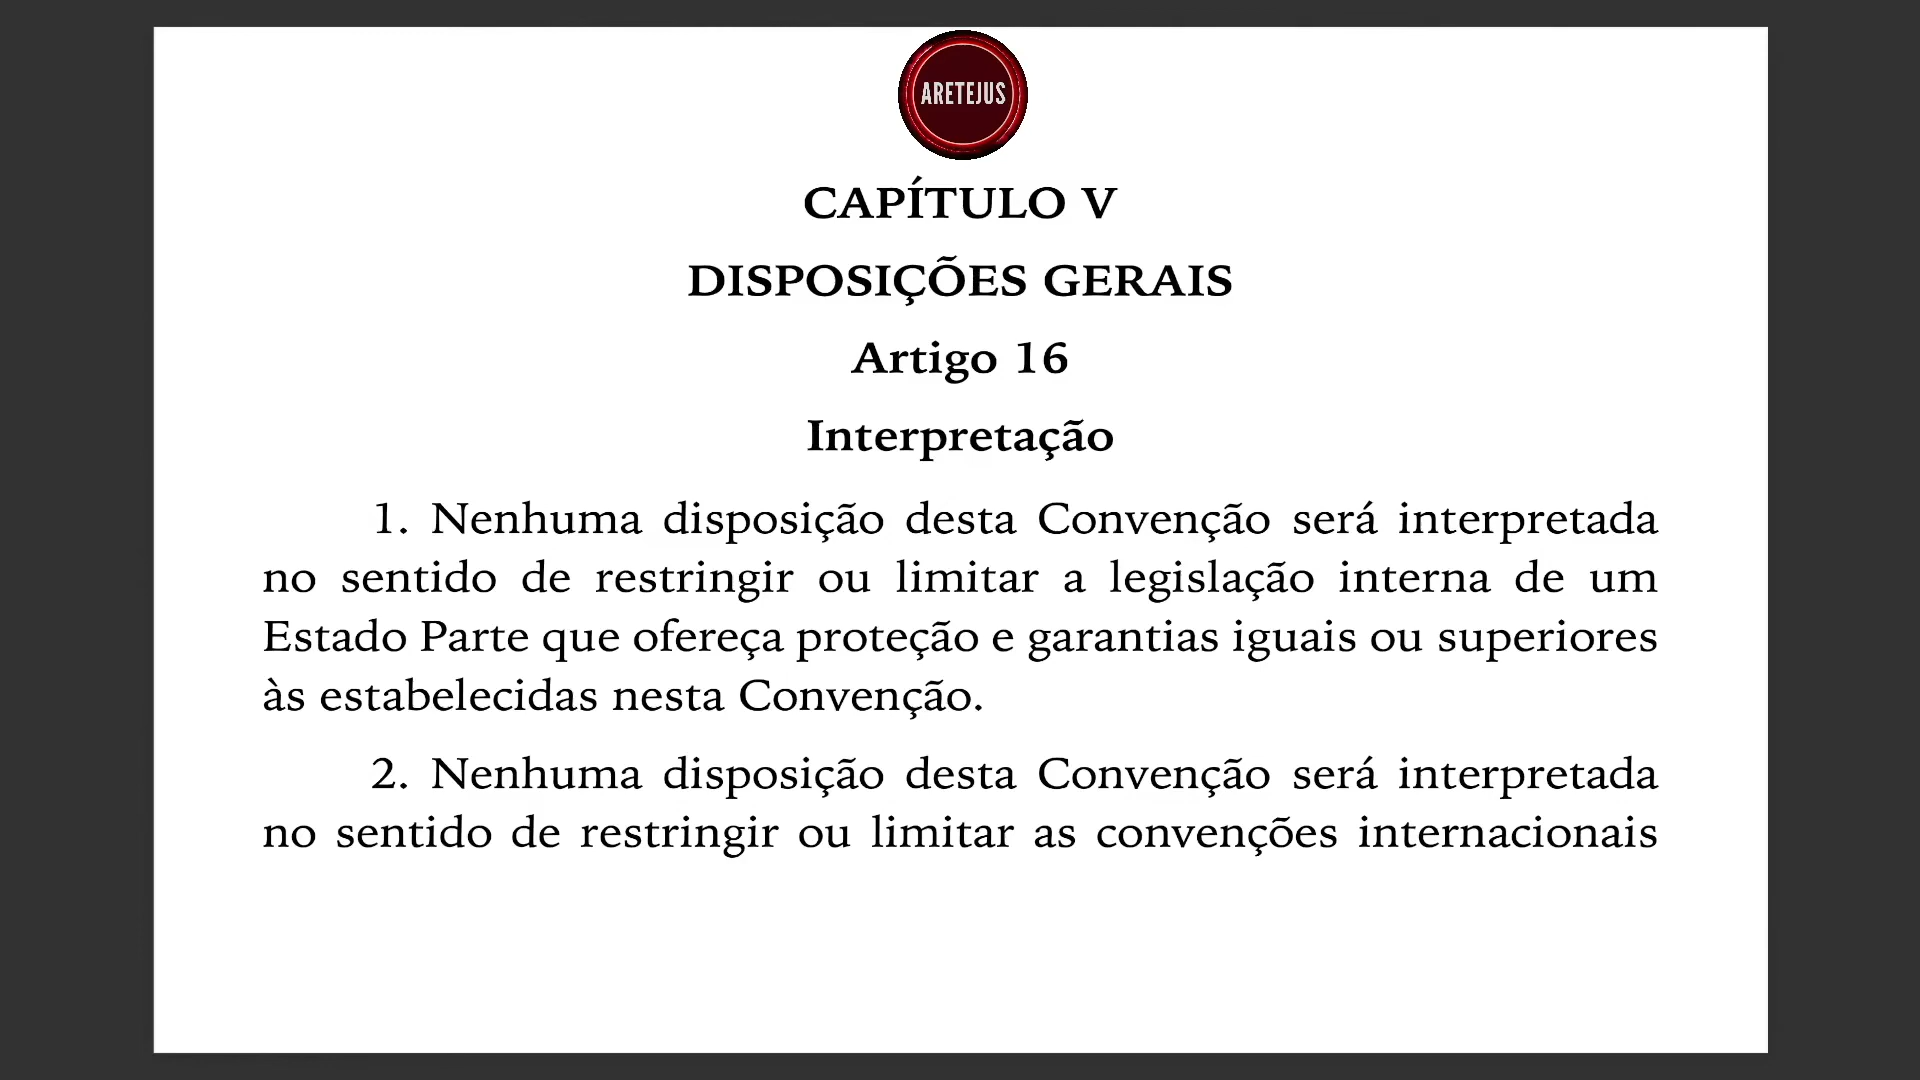 ARETEJUS
CAPÍTULO V
DISPOSIÇÕES GERAIS
Artigo 16
Interpretação
1. Nenhuma disposição desta Convenção será interpretada
no sentido de restringir ou limitar a legislação interna de um
Estado Parte que ofereça proteção e garantias iguais ou superiores
às estabelecidas nesta Convenção.
2. Nenhuma disposição desta Convenção será interpretada
no sentido de restringir ou limitar as convenções internacionais